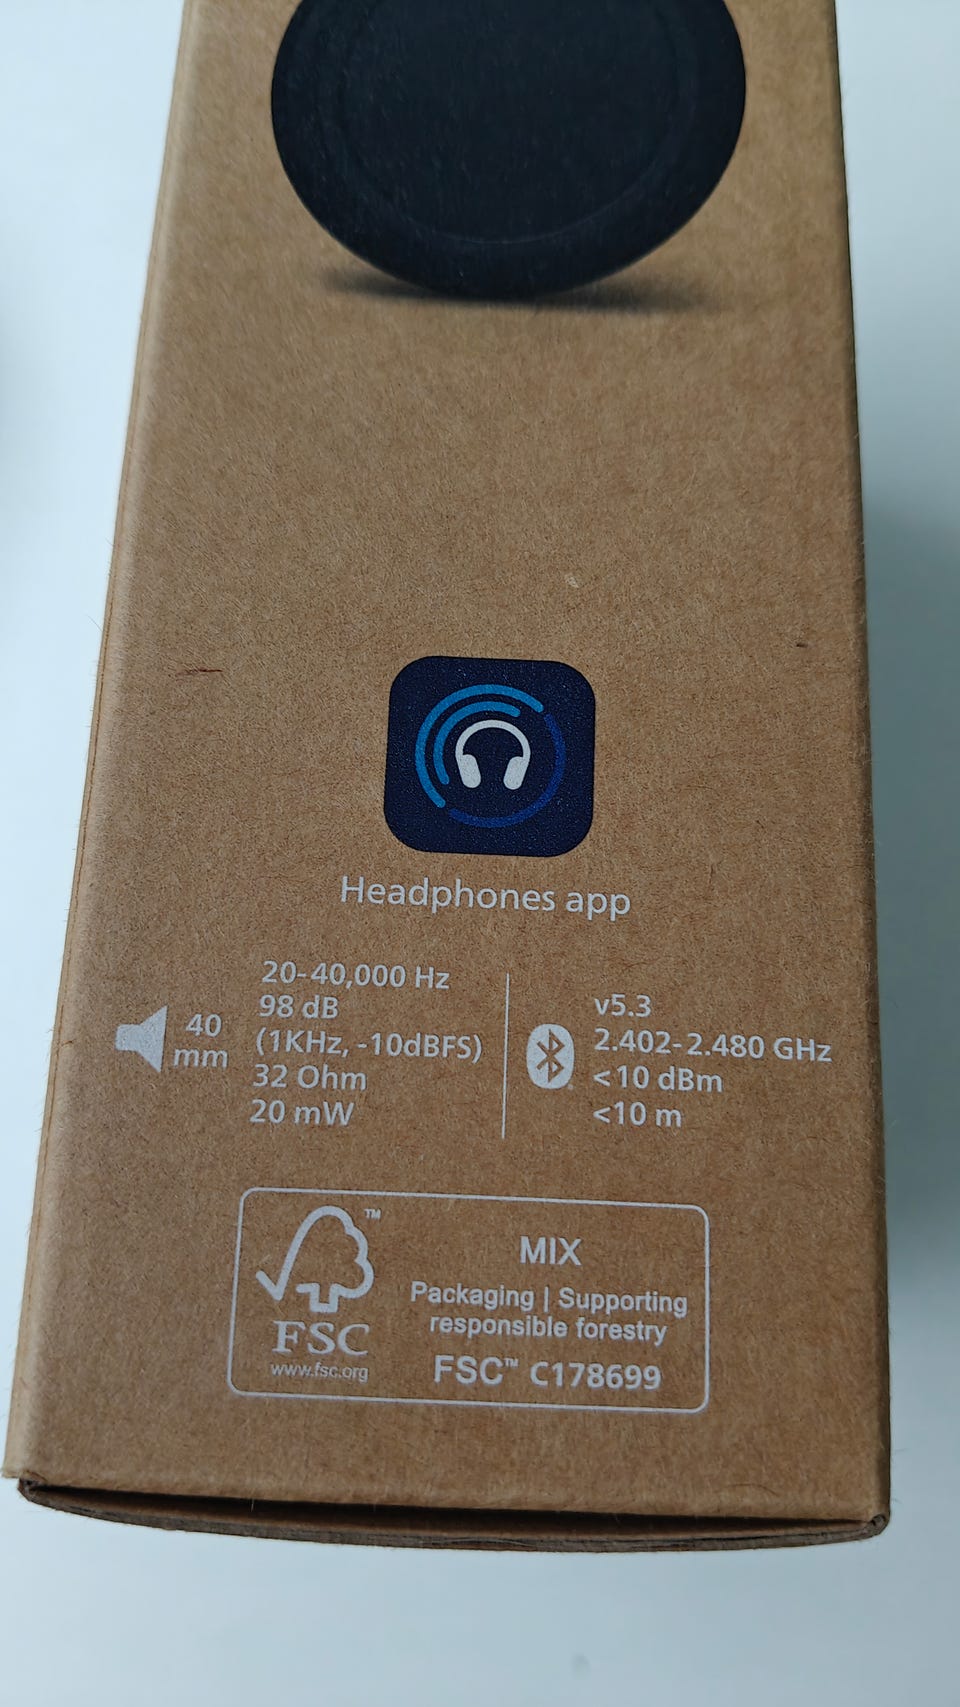 Headphones app
40
mm
20-40,000 Hz
98 dB
(1KHz, -10dBFS)
32 Ohm
20 mW
v5.3
2.402-2.480 GHz
<10 dBm
<10 m
TM
FSC
www.fsc.org
MIX
Packaging | Supporting
responsible forestry
FSC™ C178699